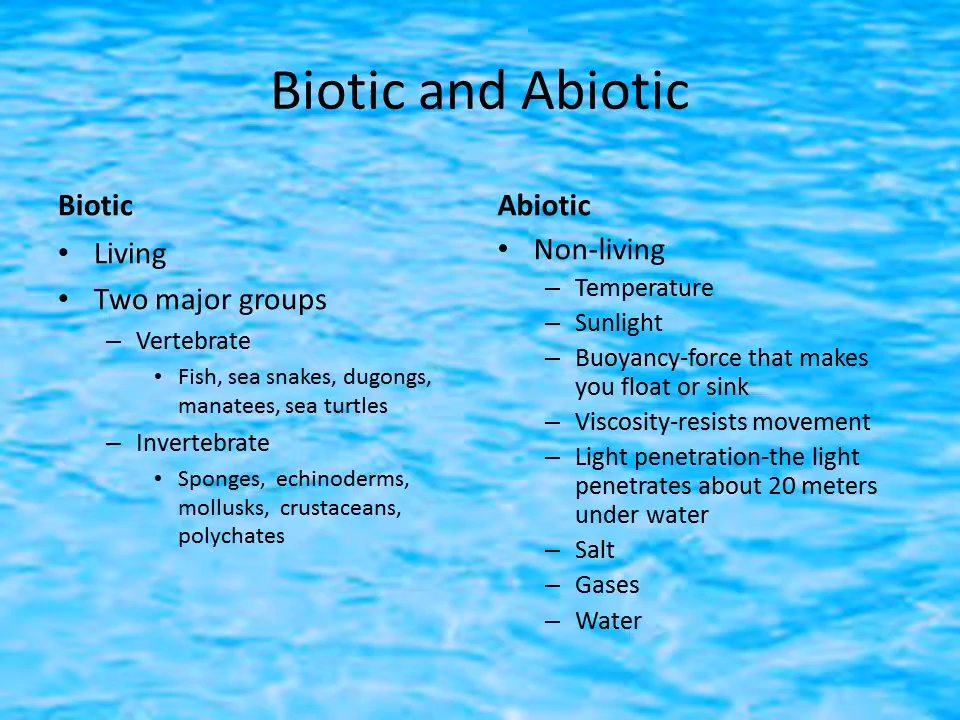 Biotic and Abiotic
Biotic
• Living
• Two major groups
– Vertebrate
• Fish, sea snakes, dugongs,
manatees, sea turtles
– Invertebrate
• Sponges, echinoderms,
mollusks, crustaceans,
polychates
Abiotic
• Non-living
– Temperature
– Sunlight
– Buoyancy-force that makes
you float or sink
– Viscosity-resists movement
– Light penetration-the light
penetrates about 20 meters
under water
– Salt
– Gases
– Water